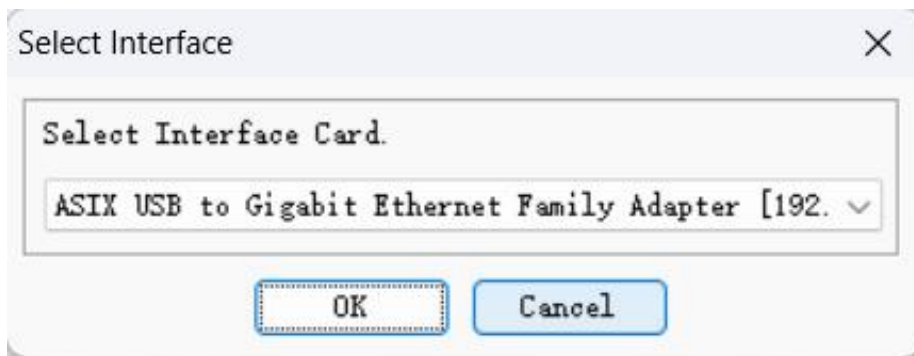 Select Interface
Select Interface Card.
ASIX USB to Gigabit Ethernet Family Adapter [192.
OK
Cancel